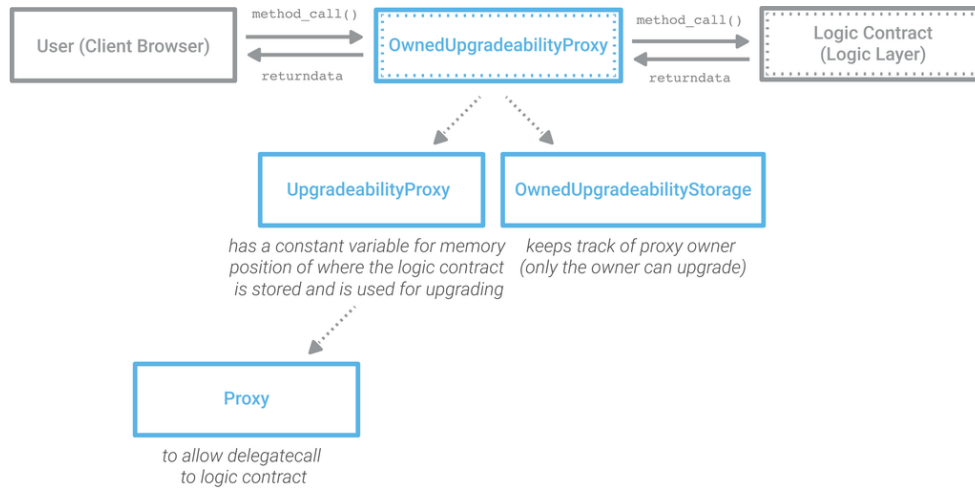 method_call()
User (Client Browser)
returndata
OwnedUpgradeabilityProxy
method_call()
returndata
Logic Contract
(Logic Layer)
UpgradeabilityProxy
has a constant variable for memory
position of where the logic contract
is stored and is used for upgrading
OwnedUpgradeabilityStorage
keeps track of proxy owner
(only the owner can upgrade)
Proxy
to allow delegatecall
to logic contract